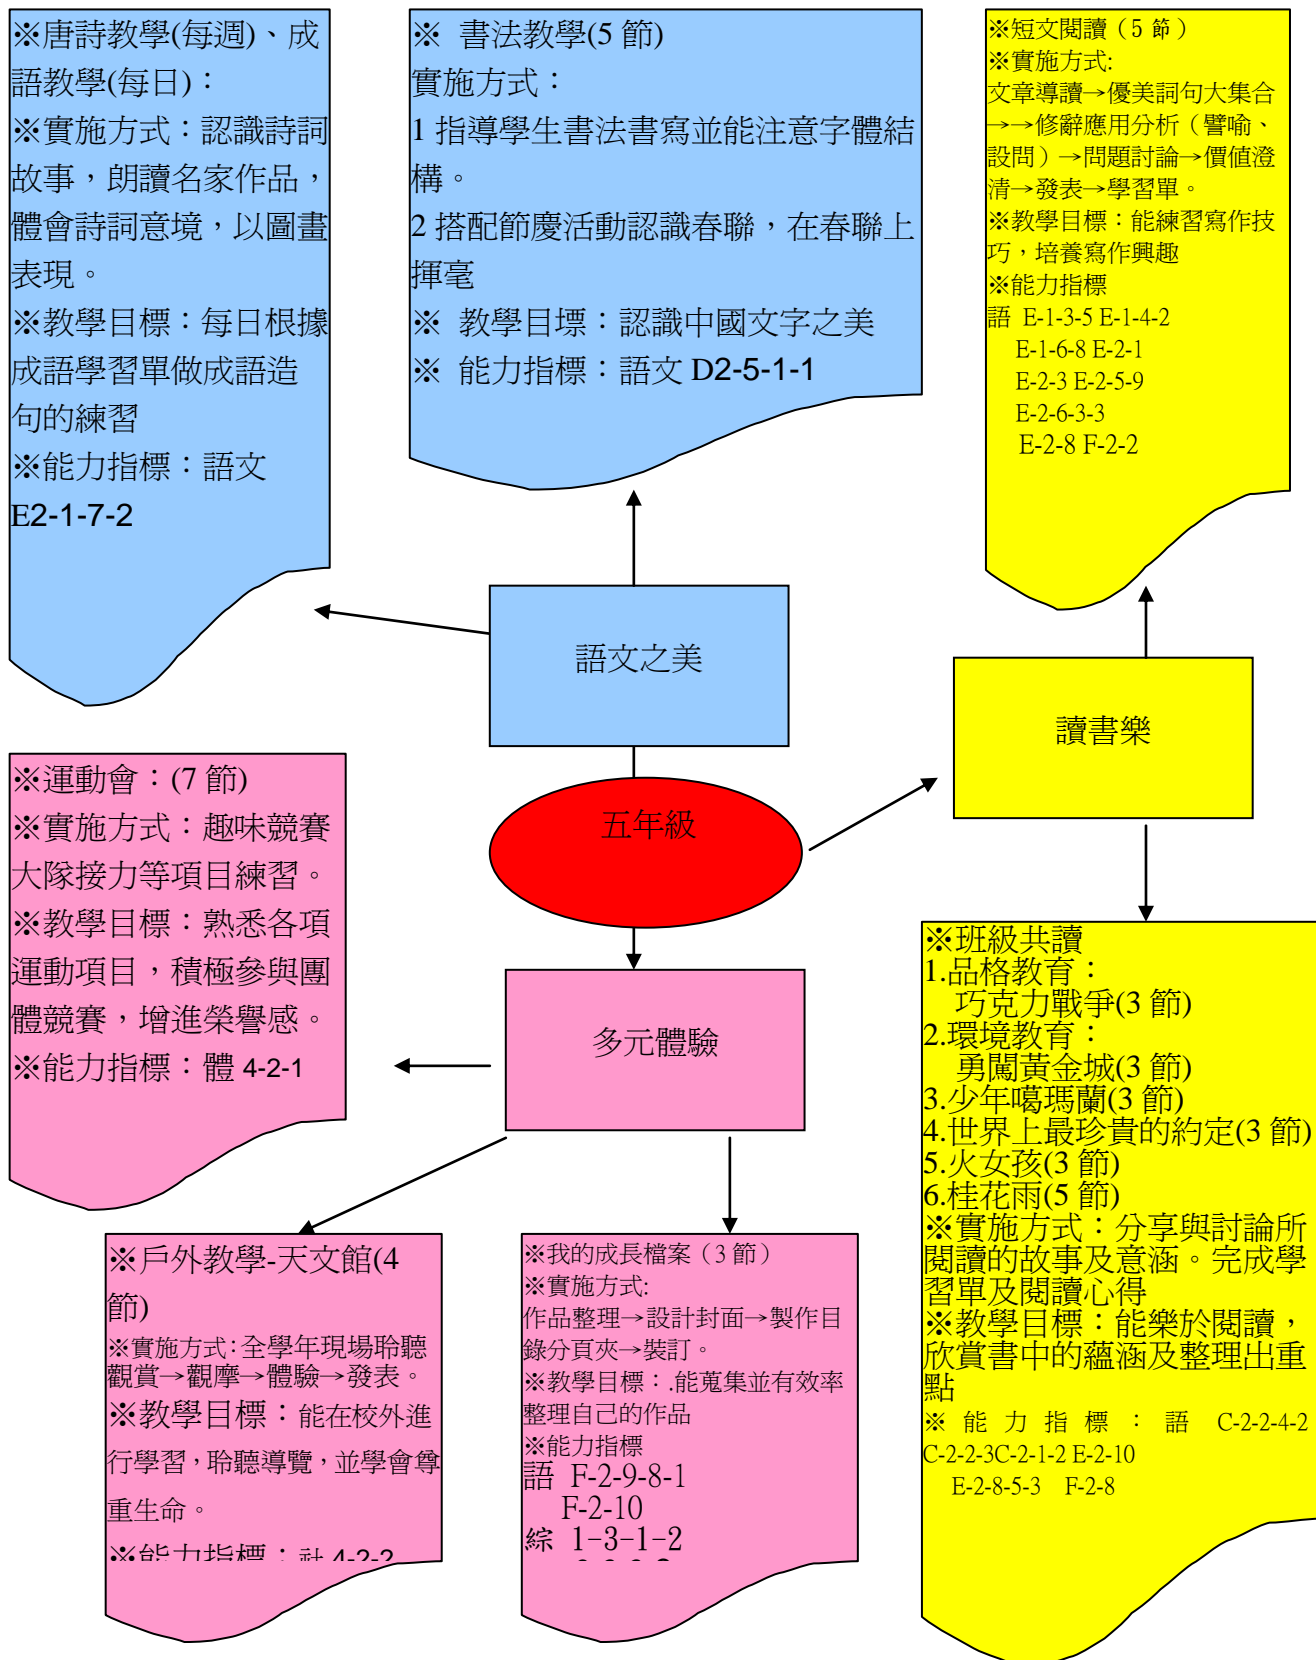 ※唐詩教學(每週)、成
語教學(每日)：
※實施方式：認識詩詞
故事，朗讀名家作品，
體會詩詞意境，以圖畫
表現。
※教學目標：每日根據
成語學習單做成語造
句的練習
※能力指標：語文
E2-1-7-2
※ 書法教學(5 節)
實施方式：
1 指導學生書法書寫並能注意字體結
構。
2 搭配節慶活動認識春聯，在春聯上
揮毫
※ 教學目標：認識中國文字之美
※ 能力指標：語文 D2-5-1-1
※短文閱讀（5 節）
※實施方式:
文章導讀→優美詞句大集合
→→修辭應用分析（譬喻、
設問）→問題討論→價值澄
清→發表→學習單。
※教學目標：能練習寫作技
巧，培養寫作興趣
※能力指標
語 E-1-3-5 E-1-4-2
E-1-6-8 E-2-1
E-2-3 E-2-5-9
E-2-6-3-3
E-2-8 F-2-2
語文之美
讀書樂
五年級
多元體驗
※運動會：(7 節)
※實施方式：趣味競賽
大隊接力等項目練習。
※教學目標：熟悉各項
運動項目，積極參與團
體競賽，增進榮譽感。
※能力指標：體 4-2-1
※班級共讀
1.品格教育：
巧克力戰爭(3 節)
2.環境教育：
勇闖黃金城(3 節)
3.少年噶瑪蘭(3 節)
4.世界上最珍貴的約定(3 節)
5.火女孩(3 節)
6.桂花雨(5 節)
※實施方式：分享與討論所
閱讀的故事及意涵。完成學
習單及閱讀心得
※教學目標：能樂於閱讀，
欣賞書中的蘊涵及整理出重
點
※ 能 力 指 標 ： 語 C-2-2-4-2
C-2-2-3C-2-1-2 E-2-10
E-2-8-5-3 F-2-8
※戶外教學-天文館(4
節)
※實施方式:全學年現場聆聽
觀賞→觀摩→體驗→發表。
※教學目標：能在校外進
行學習，聆聽導覽，並學會尊
重生命。
※能力指標：社 4-2-2
※我的成長檔案（3 節）
※實施方式:
作品整理→設計封面→製作目
錄分頁夾→裝訂。
※教學目標：.能蒐集並有效率
整理自己的作品
※能力指標
語 F-2-9-8-1
F-2-10
綜 1-3-1-2